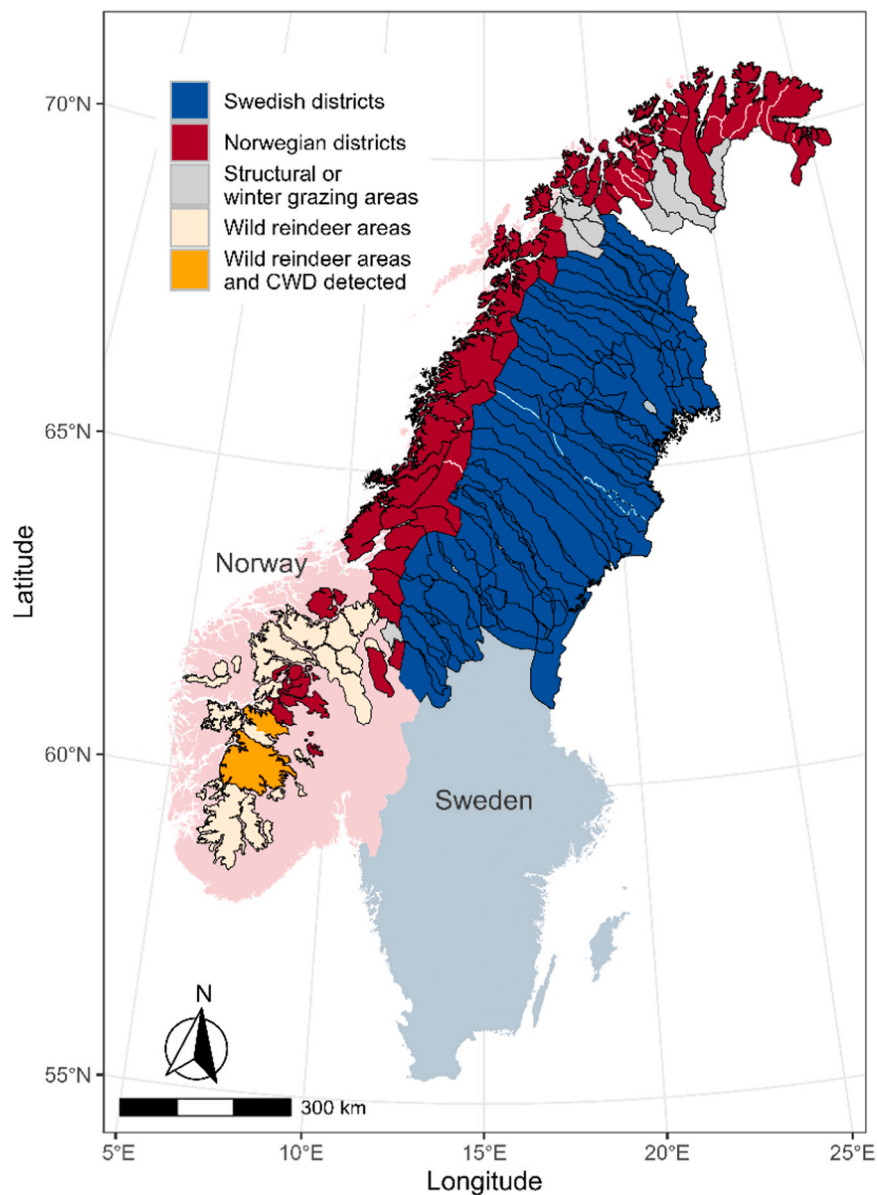 70°N
65°N
60°N
55°N
Latitude
Swedish districts
Norwegian districts
Structural or
winter grazing areas
Wild reindeer areas
Wild reindeer areas
and CWD detected
Norway
Sweden
N
300 km
5°E
10°E
15°E
20°E
25°E
Longitude